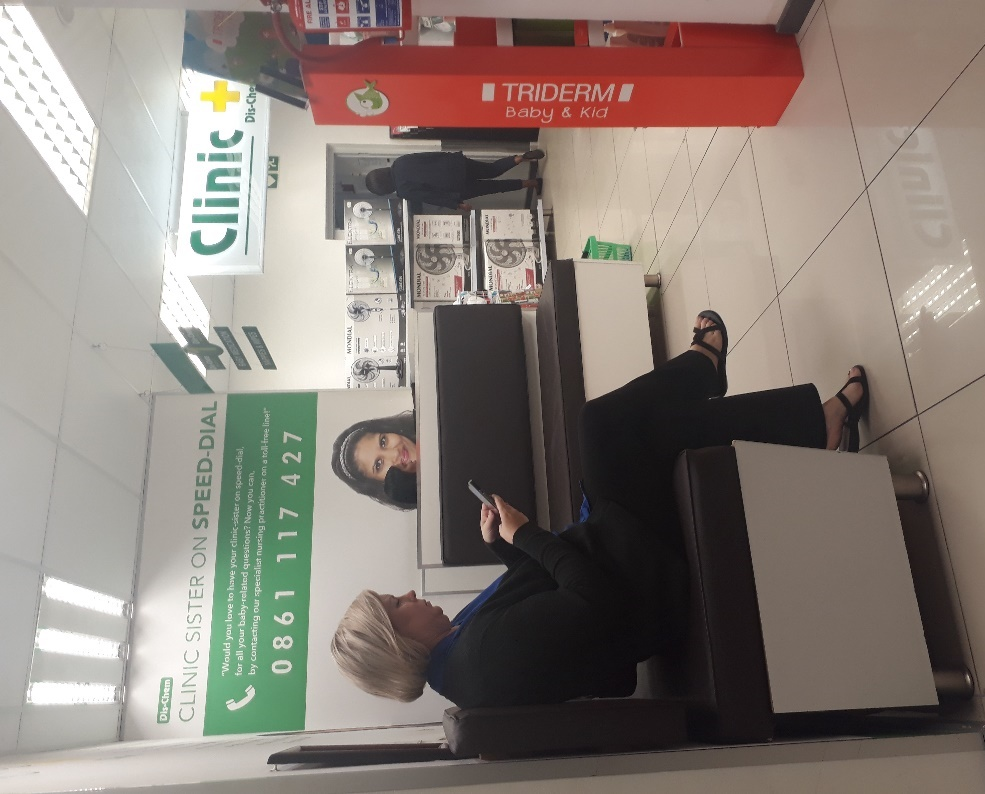 Clinic
Dis-Chem
Dis-Chem
CLINIC SISTER ON SPEED-DIAL
"Would you love to have your clinic-sister on speed-dial,
for all your baby-related questions? Now you can,
by contacting our specialist nursing practitioner on a toll-free line!"
0861 117 427
TRIDERM
Baby & Kid
MONDIAL
MONDIAL
MONDIAL